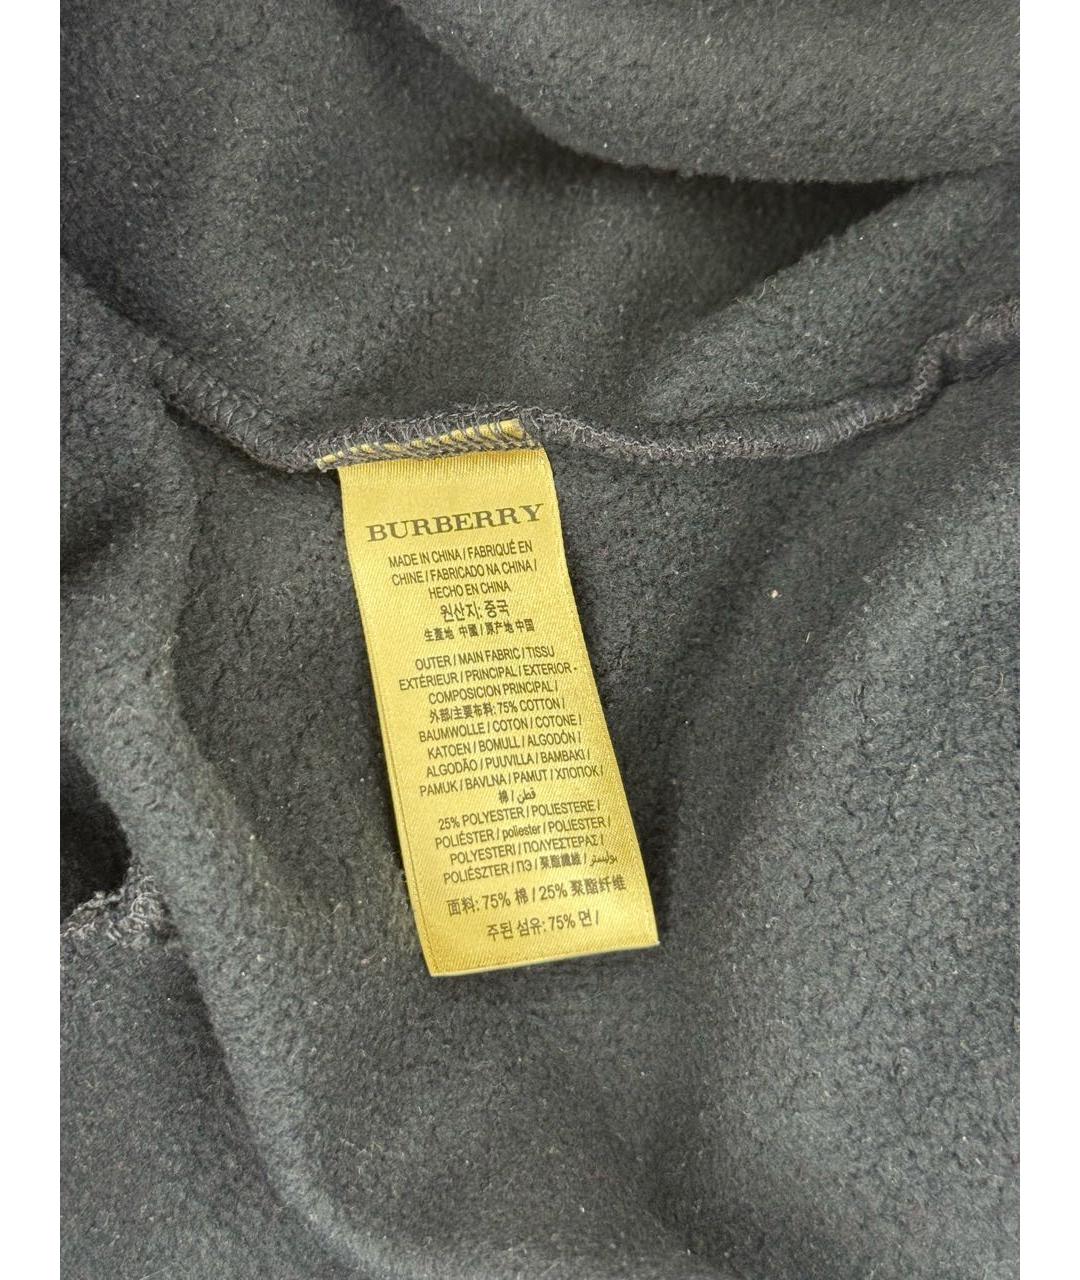 BURBERRY
MADE IN CHINA / FABRIQUÉ EN
CHINE / FABRICADO NA CHINA /
HECHO EN CHINA
원산지: 중국
生產地 中國 / 原产地 中国
OUTER / MAIN FABRIC / TISSU
EXTÉRIEUR / PRINCIPAL / EXTERIOR -
COMPOSICION PRINCIPAL /
外部/主要布料: 75% COTTON /
BAUMWOLLE / COTON / COTONE /
KATOEN / BOMULL / ALGODÓN /
ALGODÃO / PUUVILLA / BAMBAKI /
PAMUK / BAVLNA / PAMUT / ХЛОПОК /
棉 / قطن /
25% POLYESTER / POLIESTERE /
POLIÉSTER / poliester / POLIESTER /
POLYESTERI / ΠΟΛΥΕΣΤΕΡΑΣ /
POLIÉSZTER / ПЭ / 聚酯纖維 / بوليستر /
面料: 75% 棉 / 25% 聚酯纤维
주된 섬유: 75% 면 /